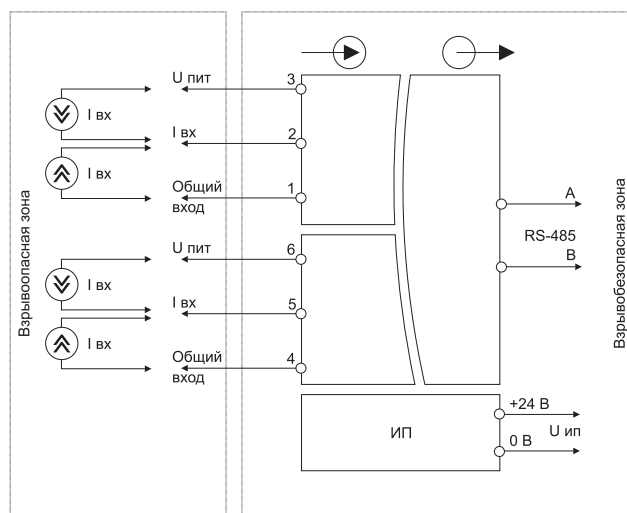 U пит
3
I вх
I вх
2
I вх
Общий
вход
1
А
RS-485
В
U пит
6
I вх
I вх
5
I вх
Общий
вход
4
ИП
+24 В
U ип
0 В
Взрывоопасная зона
Взрывобезопасная зона